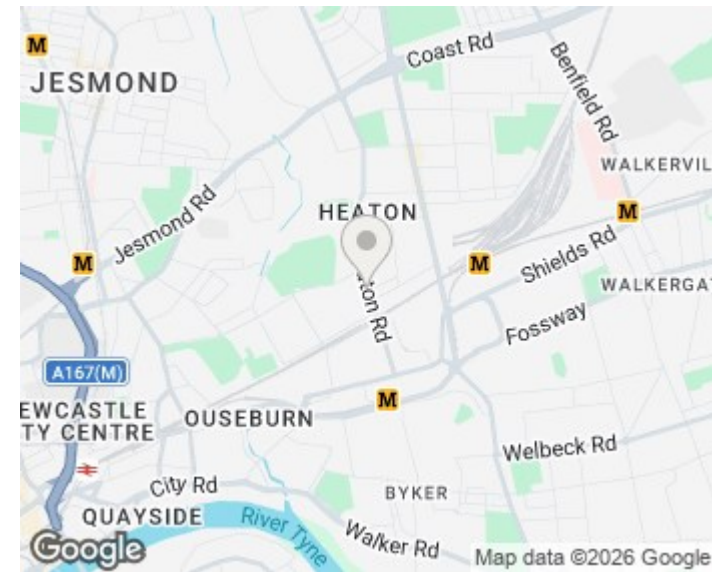 M
JESMOND
Coast Rd
Benfield Rd
WALKERVIL
HEATON
M
Jesmond Rd
M
M
Shields Rd
ton Rd
WALKERGA
Fossway
A167(M)
M
EWCASTLE
TY CENTRE
OUSEBURN
Welbeck Rd
City Rd
BYKER
QUAYSIDE
River Tyne
Walker Rd
Google
Map data ©2026 Google